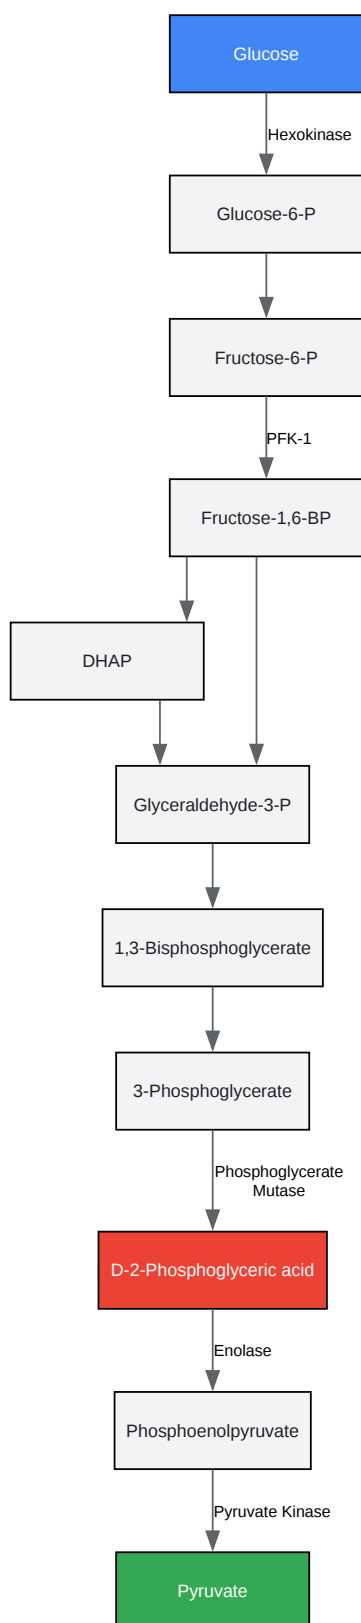 Glucose
Hexokinase
Glucose-6-P
Fructose-6-P
PFK-1
Fructose-1,6-BP
DHAP
Glyceraldehyde-3-P
1,3-Bisphosphoglycerate
3-Phosphoglycerate
Phosphoglycerate
Mutase
D-2-Phosphoglyceric acid
Enolase
Phosphoenolpyruvate
Pyruvate Kinase
Pyruvate